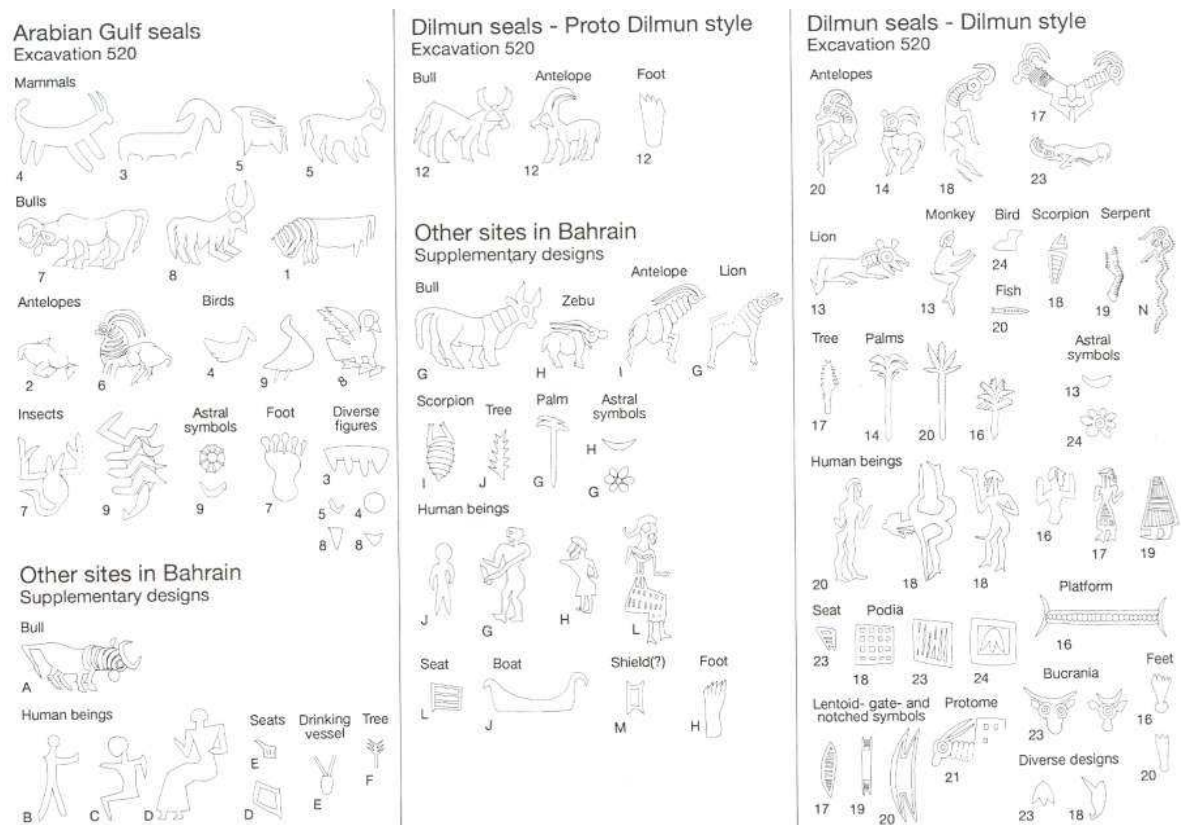 Arabian Gulf seals
Excavation 520
Mammals
4 3 5 5
Bulls
7 8 1
Antelopes Birds
2 6 4 9 8
Insects Astral symbols Foot Diverse figures
7 9 9 7 3
5 4
8 8
Other sites in Bahrain
Supplementary designs
Bull
A
Human beings Seats Drinking vessel Tree
E F
B C D D E
Dilmun seals - Proto Dilmun style
Excavation 520
Bull Antelope Foot
12 12 12
Other sites in Bahrain
Supplementary designs
Bull Zebu Antelope Lion
G H I G
Scorpion Tree Palm Astral symbols
H
I J G G
Human beings
J G H L
Seat Boat Shield(?) Foot
L J M H
Dilmun seals - Dilmun style
Excavation 520
Antelopes
17
20 14 18 23
Lion Monkey Bird Scorpion Serpent
24
Fish
13 13 20 18 19 N
Tree Palms Astral symbols
13
17 14 20 16 24
Human beings
20 18 18 16 17 19
Seat Podia Platform
16
23 18 23 24
Bucrania Feet
23 16
Lentoid- gate- and notched symbols Protome
17 19 20 21
Diverse designs
23 18 20